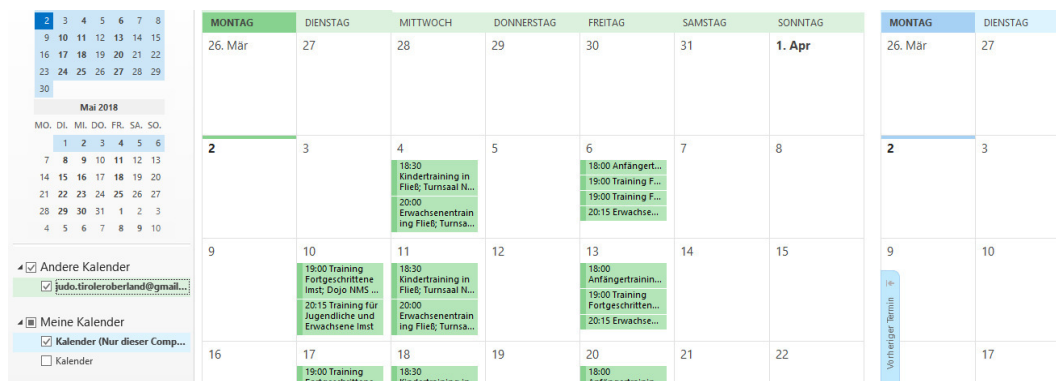 2 3 4 5 6 7 8
9 10 11 12 13 14 15
16 17 18 19 20 21 22
23 24 25 26 27 28 29
30
Mai 2018
MO. DI. MI. DO. FR. SA. SO.
1 2 3 4 5 6
7 8 9 10 11 12 13
14 15 16 17 18 19 20
21 22 23 24 25 26 27
28 29 30 31 1 2 3
4 5 6 7 8 9 10
Andere Kalender
judo.tiroleroberland@gmail...
Meine Kalender
Kalender (Nur dieser Comp...
Kalender
MONTAG DIENSTAG MITTWOCH DONNERSTAG FREITAG SAMSTAG SONNTAG
26. Mär 27 28 29 30 31 1. Apr
2 3 4 5 6 7 8
18:30
Kindertraining in
Fließ; Turnsaal N...
20:00
Erwachsenentrain
ing Fließ; Turnsa...
18:00 Anfängert...
19:00 Training F...
19:00 Training F...
20:15 Erwachse...
9 10 11 12 13 14 15
19:00 Training
Fortgeschrittene
Imst; Dojo NMS ...
20:15 Training für
Jugendliche und
Erwachsene Imst
18:30
Kindertraining in
Fließ; Turnsaal N...
20:00
Erwachsenentrain
ing Fließ; Turnsa...
18:00
Anfängertrainin...
19:00 Training
Fortgeschritten...
20:15 Erwachse...
16 17 18 19 20 21 22
19:00 Training
18:30
18:00
MONTAG DIENSTAG
26. Mär 27
2 3
9 10
Vorheriger Termin
17